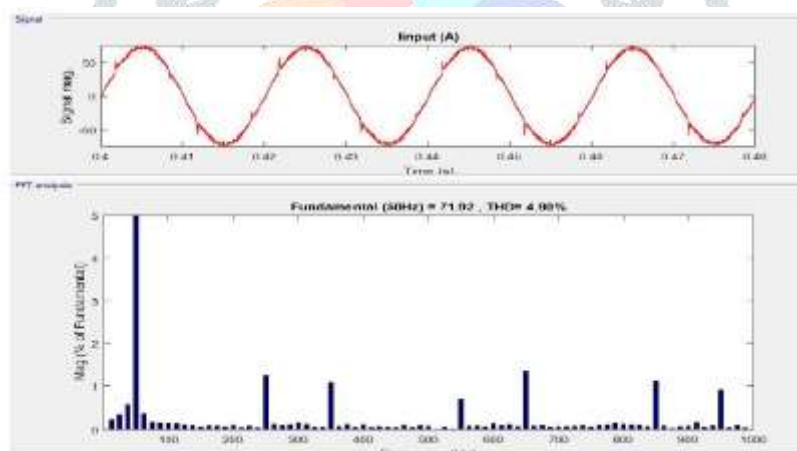 Signal
Iinput (A)
Signal mag.
50
0
-50
0.4 0.41 0.42 0.43 0.44 0.45 0.46 0.47 0.48
Time (s)
FFT analysis
Fundamental (50Hz) = 71.92 , THD= 4.98%
Mag (% of Fundamental)
5
4
3
2
1
0
100 200 300 400 500 600 700 800 900 1000